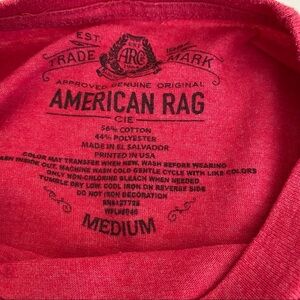 EST.
TRADE MARK
ARC
APPROVED GENUINE ORIGINAL
AMERICAN RAG
CIE
56% COTTON
44% POLYESTER
MADE IN EL SALVADOR
PRINTED IN USA
COLOR MAY TRANSFER WHEN NEW. WASH BEFORE WEARING
INSIDE OUT. MACHINE WASH COLD GENTLE CYCLE WITH LIKE COLORS
ONLY NON-CHLORINE BLEACH WHEN NEEDED
TUMBLE DRY LOW. COOL IRON ON REVERSE SIDE
DO NOT IRON DECORATION
MEDIUM